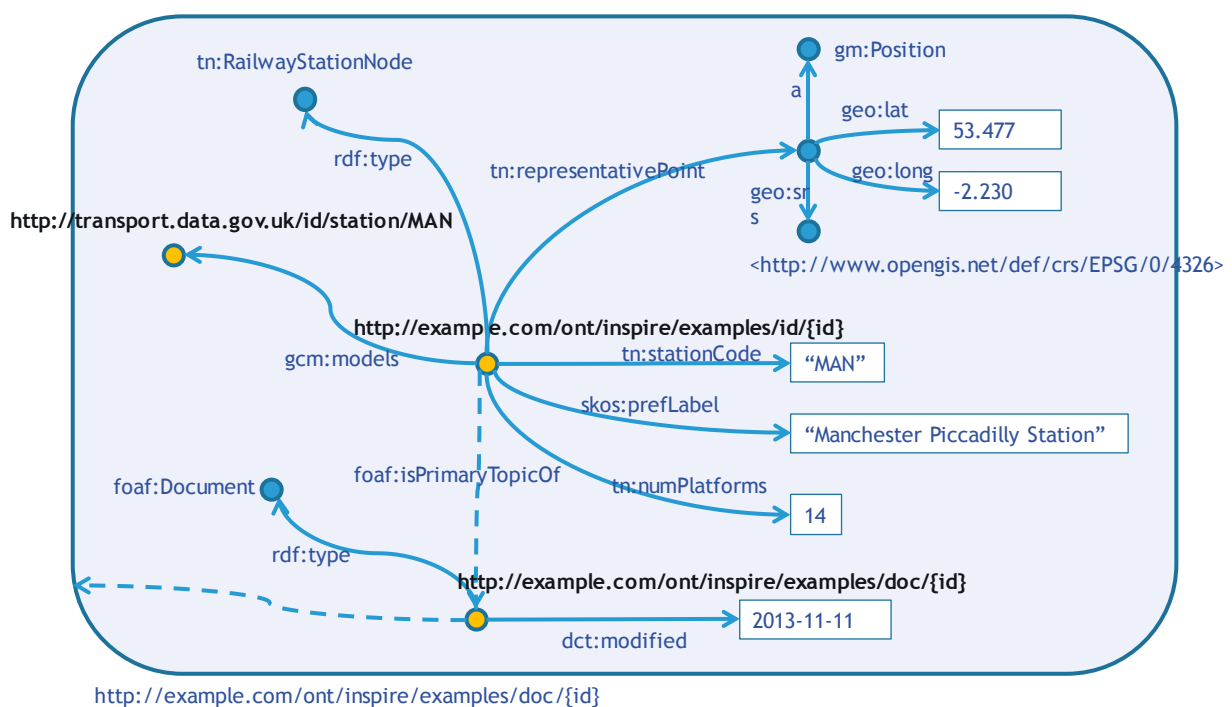 gm:Position
tn:RailwayStationNode
a
geo:lat
53.477
rdf:type
tn:representativePoint
geo:long
-2.230
geo:sr
s
http://transport.data.gov.uk/id/station/MAN
<http://www.opengis.net/def/crs/EPSG/0/4326>
http://example.com/ont/inspire/examples/id/{id}
gcm:models
tn:stationCode
“MAN”
skos:prefLabel
“Manchester Piccadilly Station”
foaf:isPrimaryTopicOf
foaf:Document
tn:numPlatforms
14
rdf:type
http://example.com/ont/inspire/examples/doc/{id}
2013-11-11
dct:modified
http://example.com/ont/inspire/examples/doc/{id}